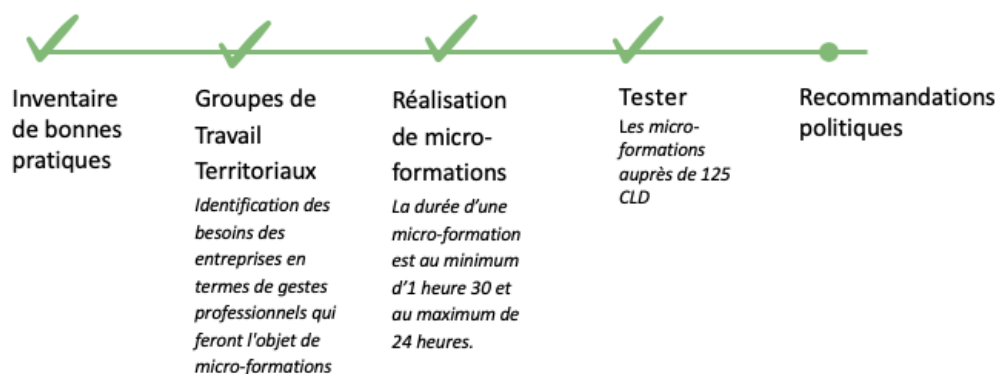 Inventaire
de bonnes
pratiques
Groupes de
Travail
Territoriaux
Identification des
besoins des
entreprises en
termes de gestes
professionnels qui
feront l'objet de
micro-formations
Réalisation
de micro-
formations
La durée d’une
micro-formation
est au minimum
d’1 heure 30 et
au maximum de
24 heures.
Tester
Les micro-
formations
auprès de 125
CLD
Recommandations
politiques